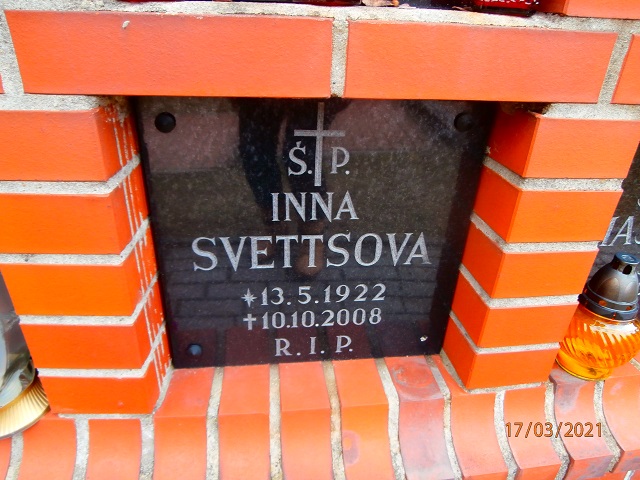 Ś. P.
INNA
SVETTSOVA
* 13.5.1922
† 10.10.2008
R.I.P.
17/03/2021